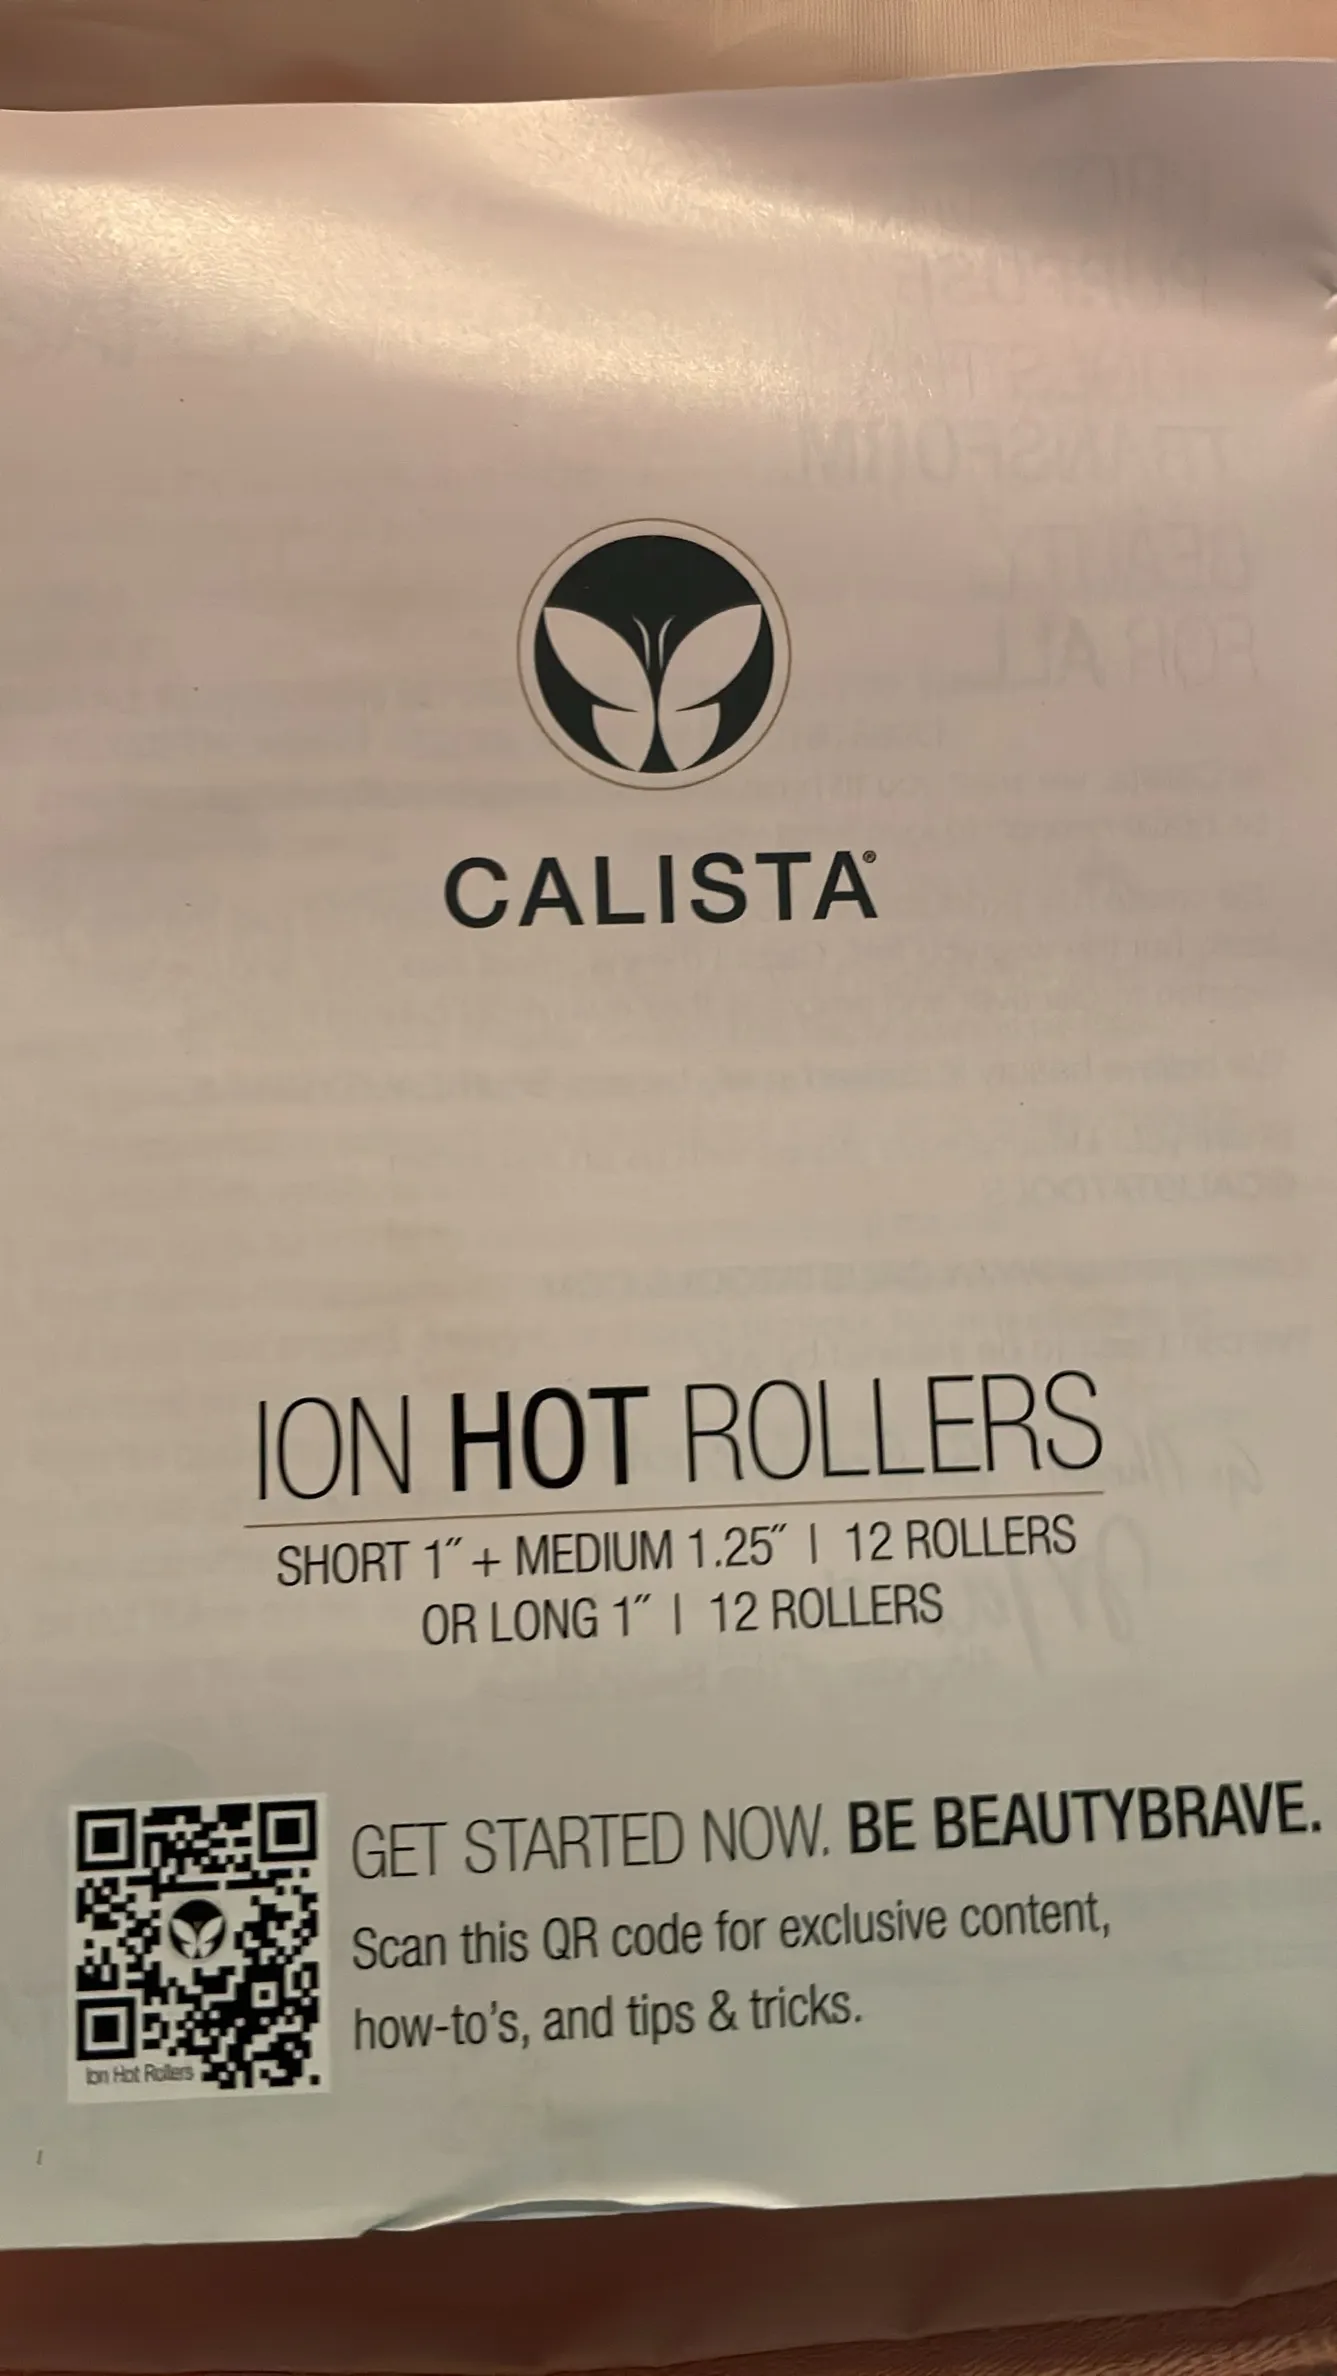 CALISTA®
ION HOT ROLLERS
SHORT 1″ + MEDIUM 1.25″ | 12 ROLLERS
OR LONG 1″ | 12 ROLLERS
GET STARTED NOW. BE BEAUTYBRAVE.
Scan this QR code for exclusive content,
how-to's, and tips & tricks.
Ion Hot Rollers